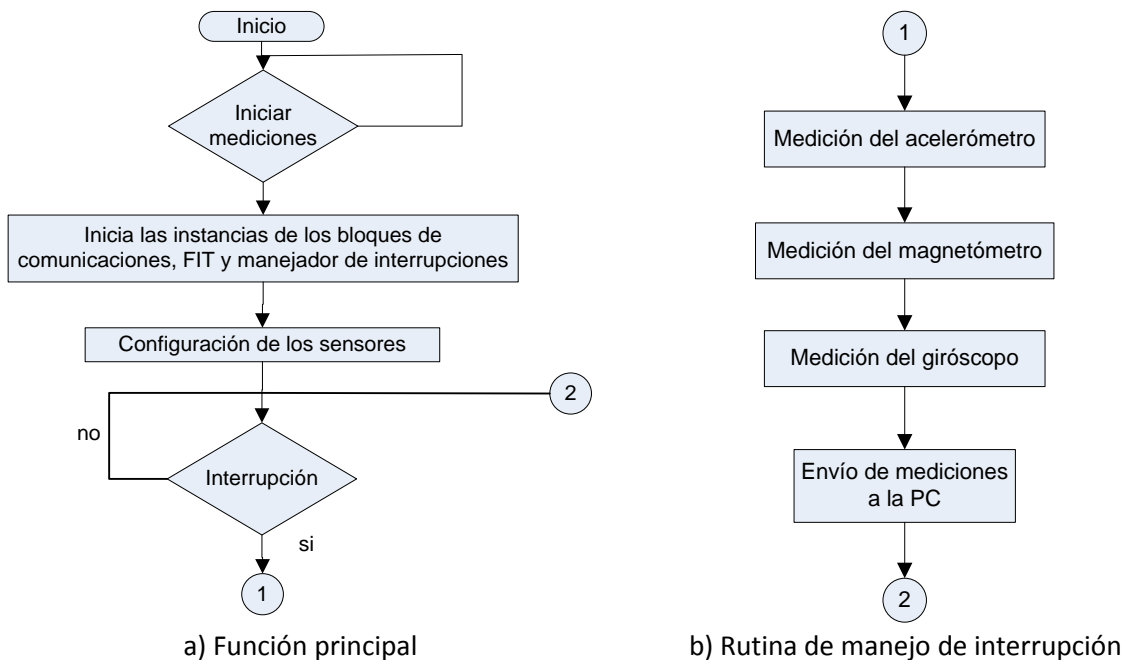 Inicio
Iniciar
mediciones
Inicia las instancias de los bloques de
comunicaciones, FIT y manejador de interrupciones
Configuración de los sensores
2
no
Interrupción
si
1
a) Función principal
1
Medición del acelerómetro
Medición del magnetómetro
Medición del giróscopo
Envío de mediciones
a la PC
2
b) Rutina de manejo de interrupción